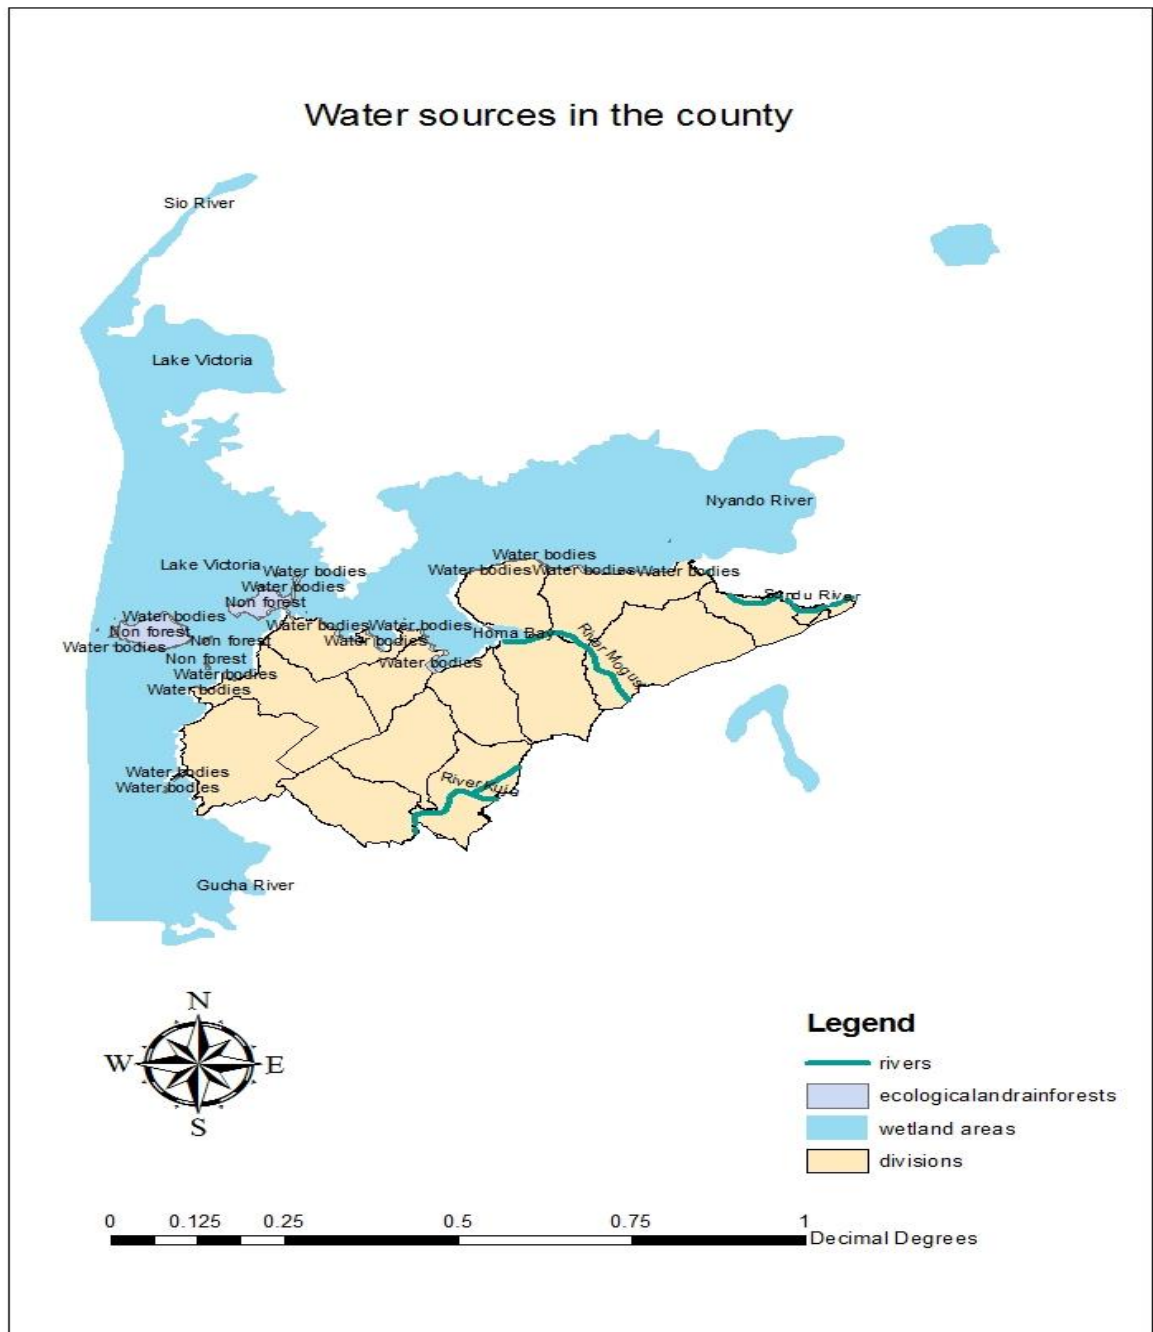 Water sources in the county
Sio River
Lake Victoria
Nyando River
Water bodies
Lake Victoria
Water bodies
Water bodies
Water bodies
Water bodies
Water bodies
Non forest
Sondu River
Water bodies
Non forest
Non forest
Water bodies
Water bodies
Water bodies
Homa Bay
Water bodies
River Mogusi
Non forest
Water bodies
Water bodies
Water bodies
Water bodies
Water bodies
River Kuja
Gucha River
N
W
E
S
Legend
rivers
ecologicalandrainforests
wetland areas
divisions
0 0.125 0.25 0.5 0.75 1
Decimal Degrees